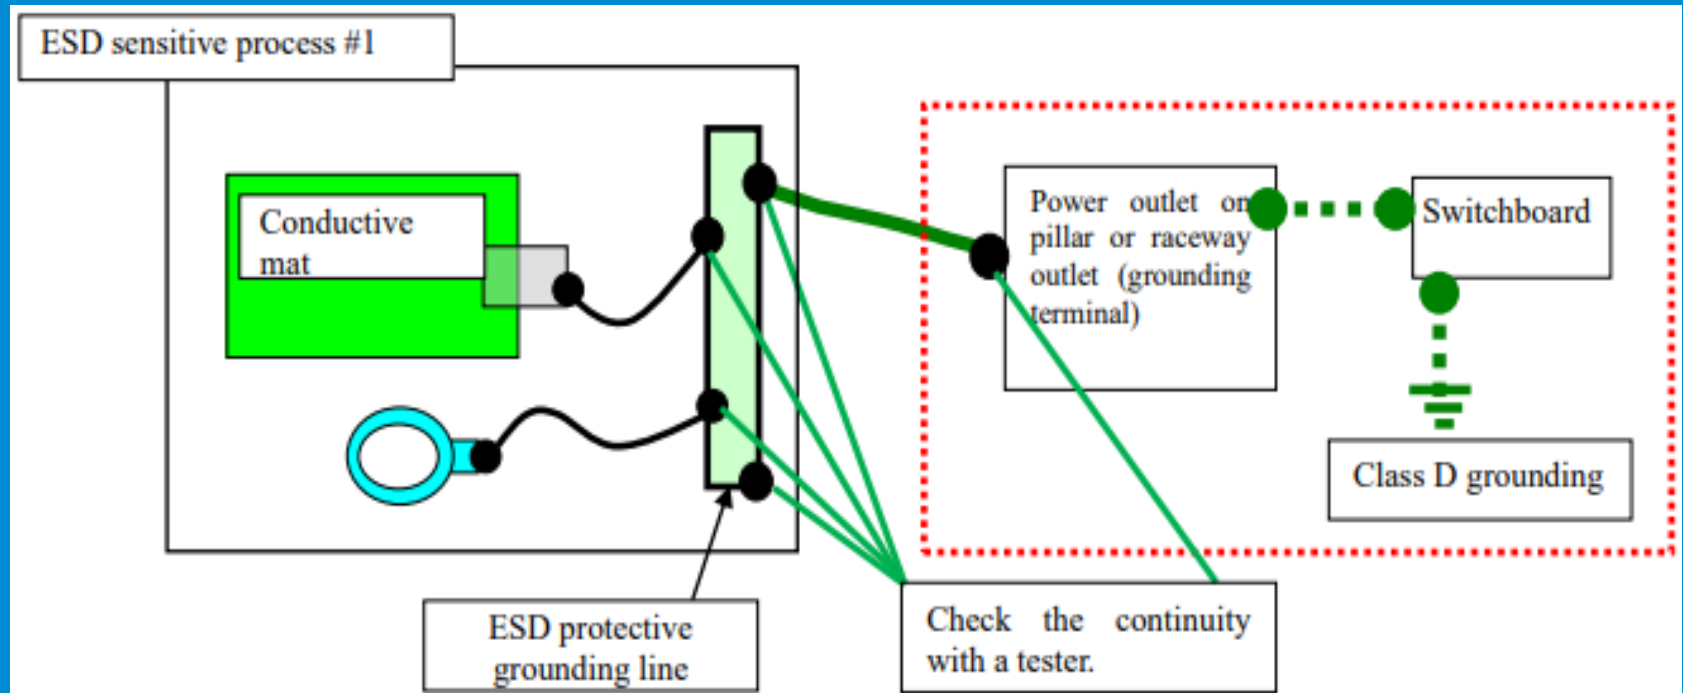 ESD sensitive process #1
Conductive
mat
Power outlet on
pillar or raceway
outlet (grounding
terminal)
Switchboard
Class D grounding
ESD protective
grounding line
Check the continuity
with a tester.